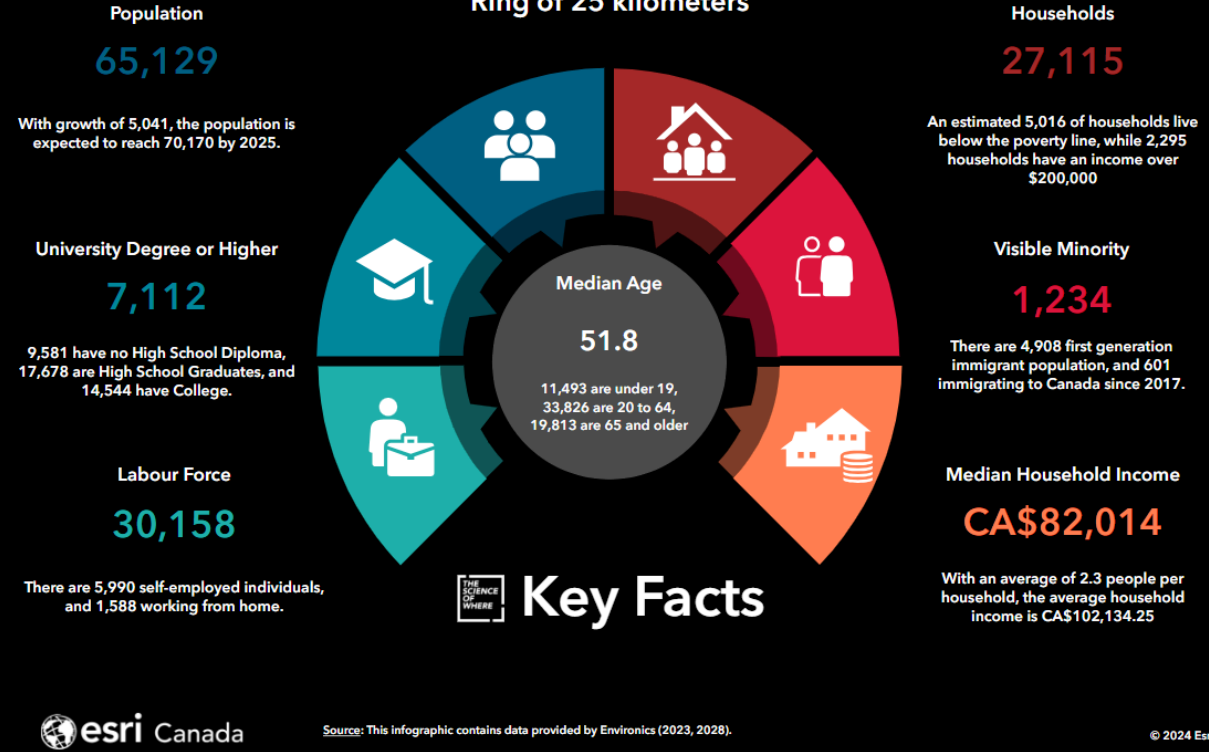 Ring of 25 kilometers
Population
65,129
With growth of 5,041, the population is
expected to reach 70,170 by 2025.
University Degree or Higher
7,112
9,581 have no High School Diploma,
17,678 are High School Graduates, and
14,544 have College.
Labour Force
30,158
There are 5,990 self-employed individuals,
and 1,588 working from home.
Median Age
51.8
11,493 are under 19,
33,826 are 20 to 64,
19,813 are 65 and older
Households
27,115
An estimated 5,016 of households live
below the poverty line, while 2,295
households have an income over
$200,000
Visible Minority
1,234
There are 4,908 first generation
immigrant population, and 601
immigrating to Canada since 2017.
Median Household Income
CA$82,014
With an average of 2.3 people per
household, the average household
income is CA$102,134.25
THE
SCIENCE
OF
WHERE
Key Facts
esri Canada
Source: This infographic contains data provided by Environics (2023, 2028).
© 2024 Esr